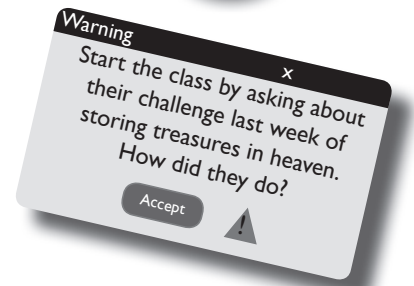 Warning
x
Start the class by asking about
their challenge last week of
storing treasures in heaven.
How did they do?
Accept
!